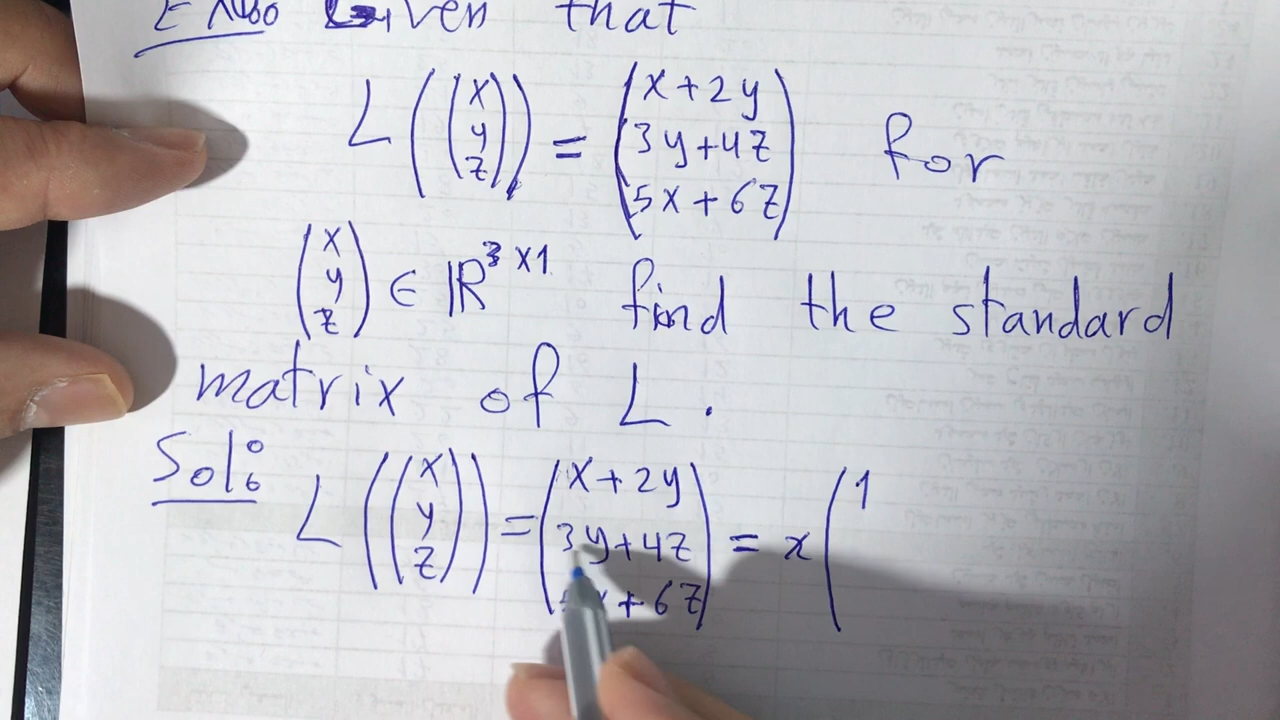 Given that
L((x y z)) = (x+2y 3y+4z 5x+6z) for
(x y z) ∈ ℝ^3×1 find the standard
matrix of L.
Sol: L((x y z)) = (x+2y 3y+4z x+6z) = x(1